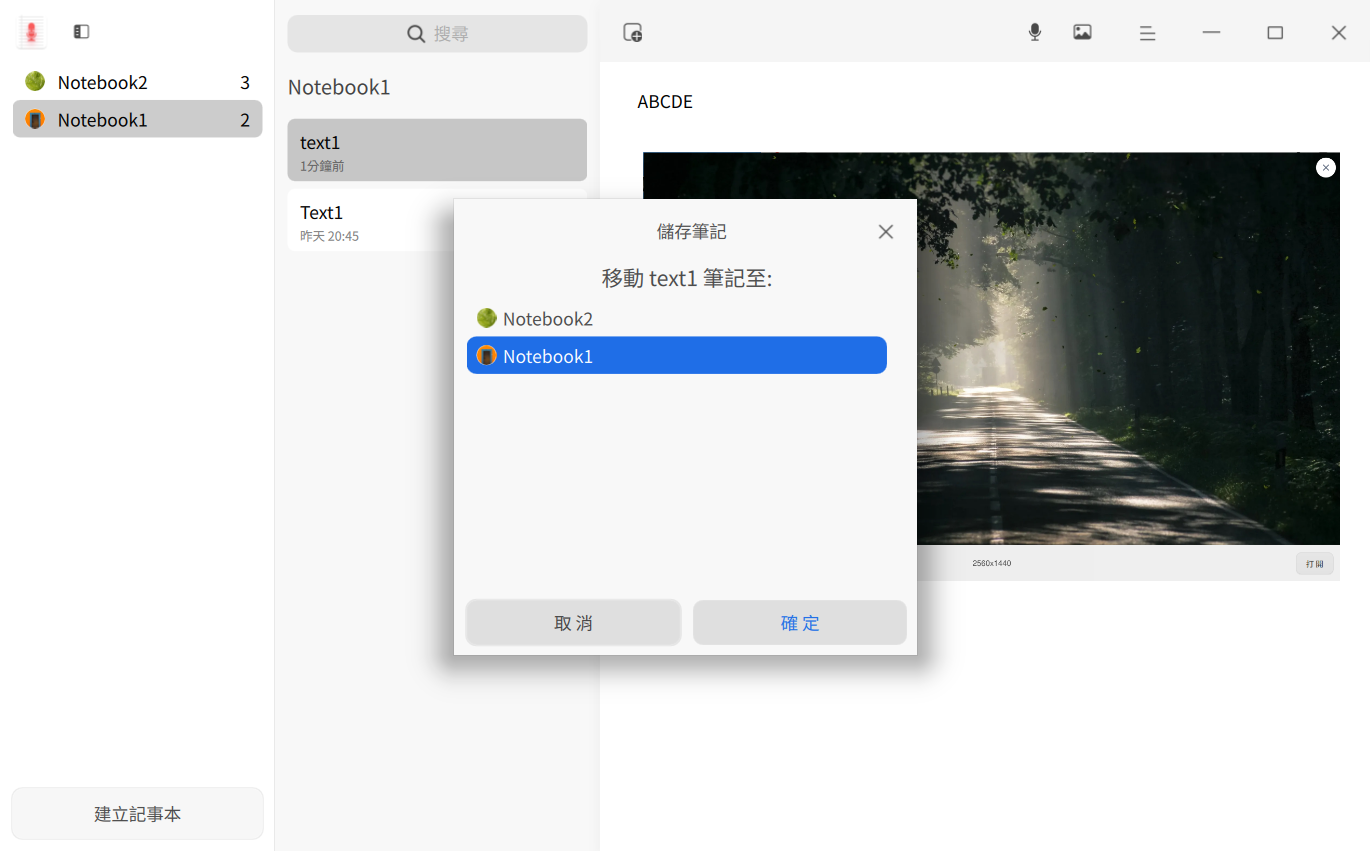 搜尋
Notebook2
3
Notebook1
2
建立記事本
Notebook1
text1
1分鐘前
Text1
昨天 20:45
ABCDE
2560x1440
打開
儲存筆記
移動 text1 筆記至:
Notebook2
Notebook1
取消
確定